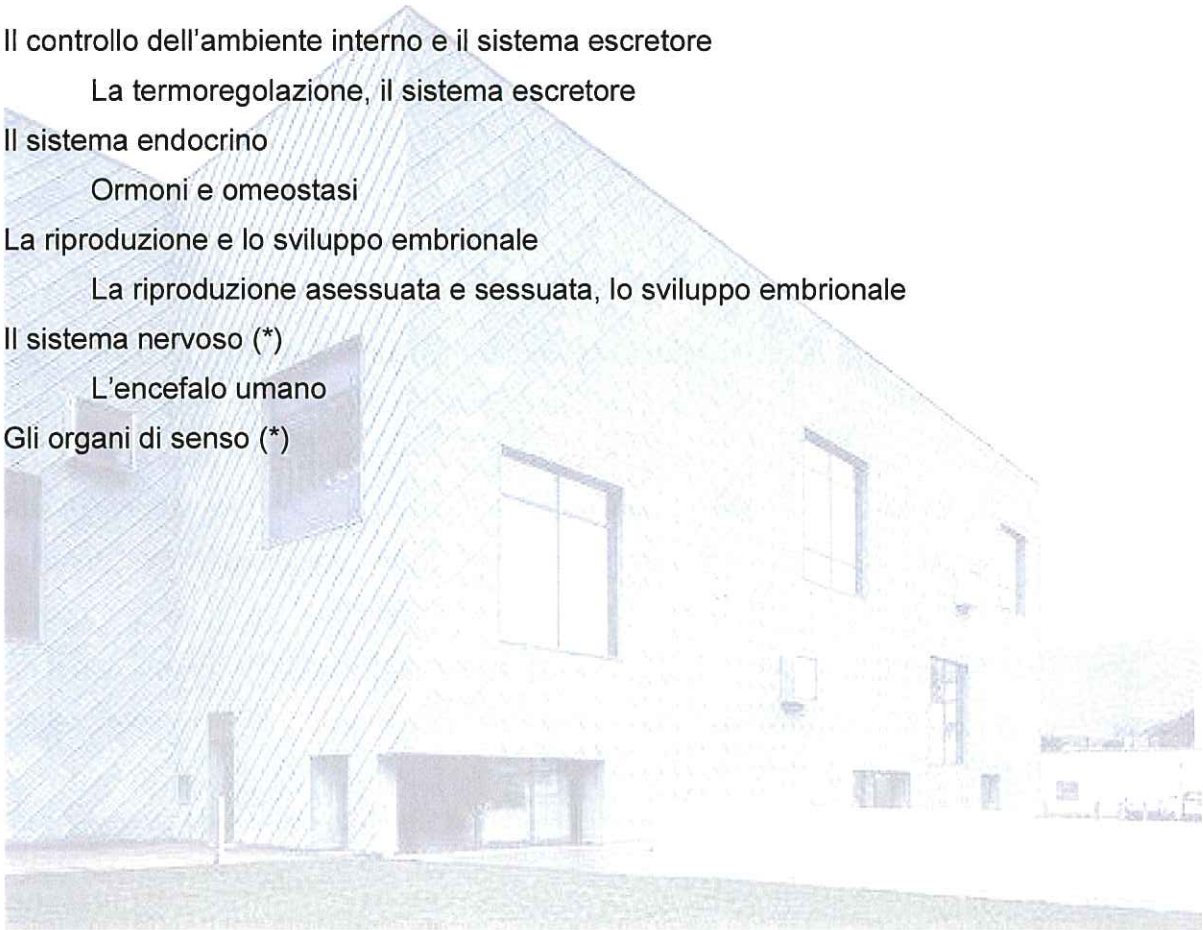 Il controllo dell'ambiente interno e il sistema escretore
La termoregolazione, il sistema escretore
Il sistema endocrino
Ormoni e omeostasi
La riproduzione e lo sviluppo embrionale
La riproduzione asessuata e sessuata, lo sviluppo embrionale
Il sistema nervoso (*)
L'encefalo umano
Gli organi di senso (*)